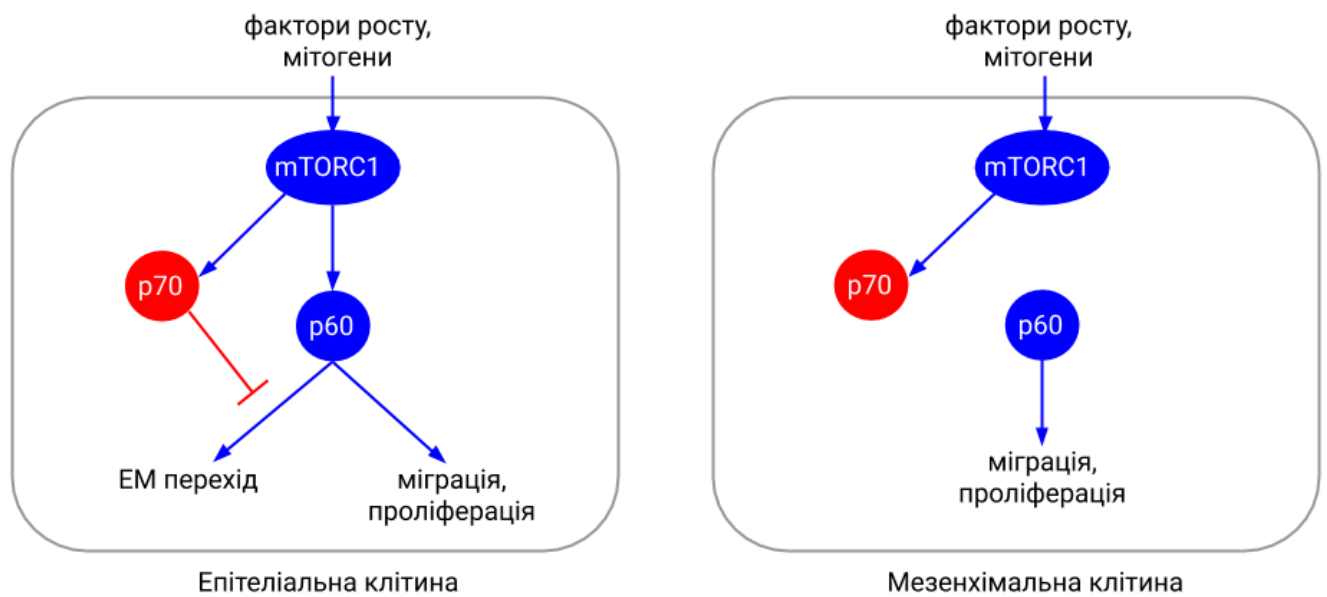 фактори росту,
мітогени
mTORC1
p70
p60
ЕМ перехід
міграція,
проліферація
Епітеліальна клітина
фактори росту,
мітогени
mTORC1
p70
p60
міграція,
проліферація
Мезенхімальна клітина